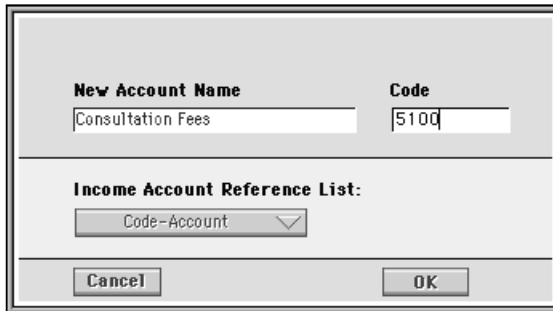 New Account Name Code
Consultation Fees 5100
Income Account Reference List:
Code-Account
Cancel OK